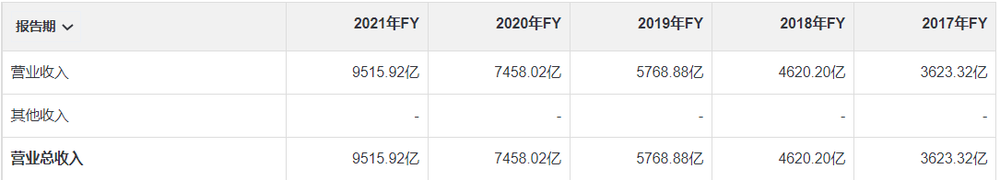 报告期 2021年FY 2020年FY 2019年FY 2018年FY 2017年FY
营业收入 9515.92亿 7458.02亿 5768.88亿 4620.20亿 3623.32亿
其他收入 - - - - -
营业总收入 9515.92亿 7458.02亿 5768.88亿 4620.20亿 3623.32亿